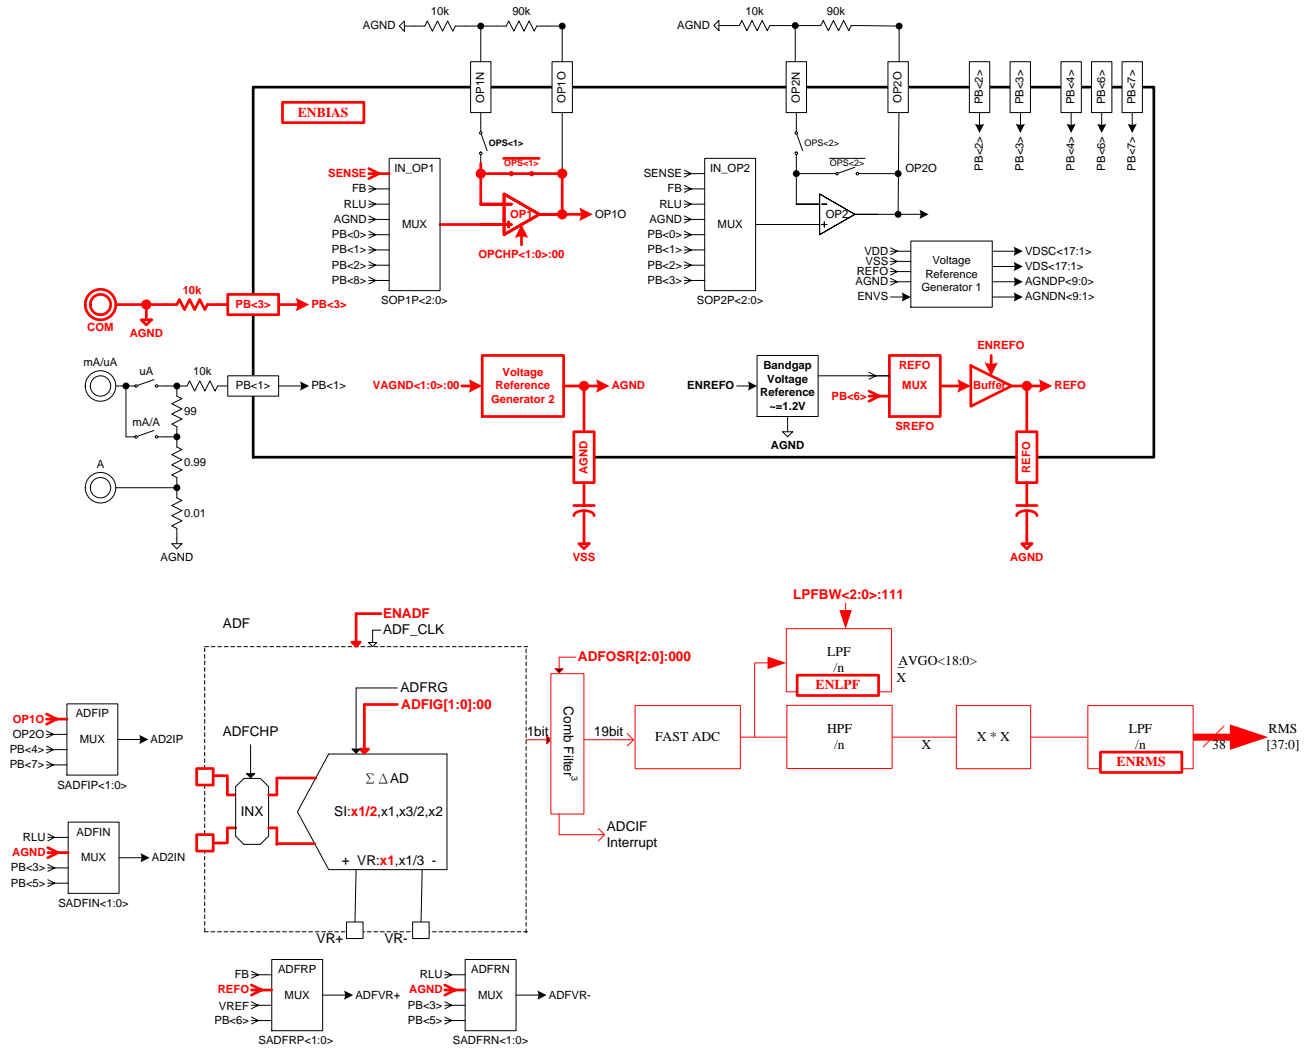 AGND
10k
90k
AGND
10k
90k
OP1N
OP1O
OP2N
OP2O
PB<2>
PB<3>
PB<4>
PB<6>
PB<7>
ENBIAS
PB<2>
PB<3>
PB<4>
PB<6>
PB<7>
OPS<1>
OPS<1>
SENSE
FB
RLU
AGND
PB<0>
PB<1>
PB<2>
PB<8>
IN_OP1
MUX
SOP1P<2:0>
OP1
OP1O
OPCHP<1:0>:00
OPS<2>
OPS<2>
OP2O
SENSE
FB
RLU
AGND
PB<0>
PB<1>
PB<2>
PB<3>
IN_OP2
MUX
SOP2P<2:0>
OP2
VDD
VSS
REFO
AGND
ENVS
Voltage
Reference
Generator 1
VDSC<17:1>
VDS<17:1>
AGNDP<9:0>
AGNDN<9:1>
COM
AGND
10k
PB<3>
PB<3>
mA/uA
uA
10k
PB<1>
PB<1>
99
mA/A
0.99
A
0.01
AGND
VAGND<1:0>:00
Voltage
Reference
Generator 2
AGND
AGND
VSS
ENREFO
Bandgap
Voltage
Reference
~=1.2V
AGND
PB<6>
REFO
MUX
SREFO
ENREFO
Buffer
REFO
REFO
AGND
ADF
ENADF
ADF_CLK
ADFRG
ADFIG[1:0]:00
ADFCHP
INX
Σ Δ AD
SI:x1/2,x1,x3/2,x2
+ VR:x1,x1/3 -
VR+
VR-
OP1O
OP2O
PB<4>
PB<7>
ADFIP
MUX
AD2IP
SADFIP<1:0>
RLU
AGND
PB<3>
PB<5>
ADFIN
MUX
AD2IN
SADFIN<1:0>
FB
REFO
VREF
PB<6>
ADFRP
MUX
ADFVR+
SADFRP<1:0>
RLU
AGND
PB<3>
PB<5>
ADFRN
MUX
ADFVR-
SADFRN<1:0>
1bit
ADFOSR[2:0]:000
Comb Filter³
19bit
ADCIF
Interrupt
FAST ADC
LPFBW<2:0>:111
LPF
/n
ENLPF
AVGO<18:0>
X
HPF
/n
X
X * X
LPF
/n
ENRMS
38
RMS
[37:0]